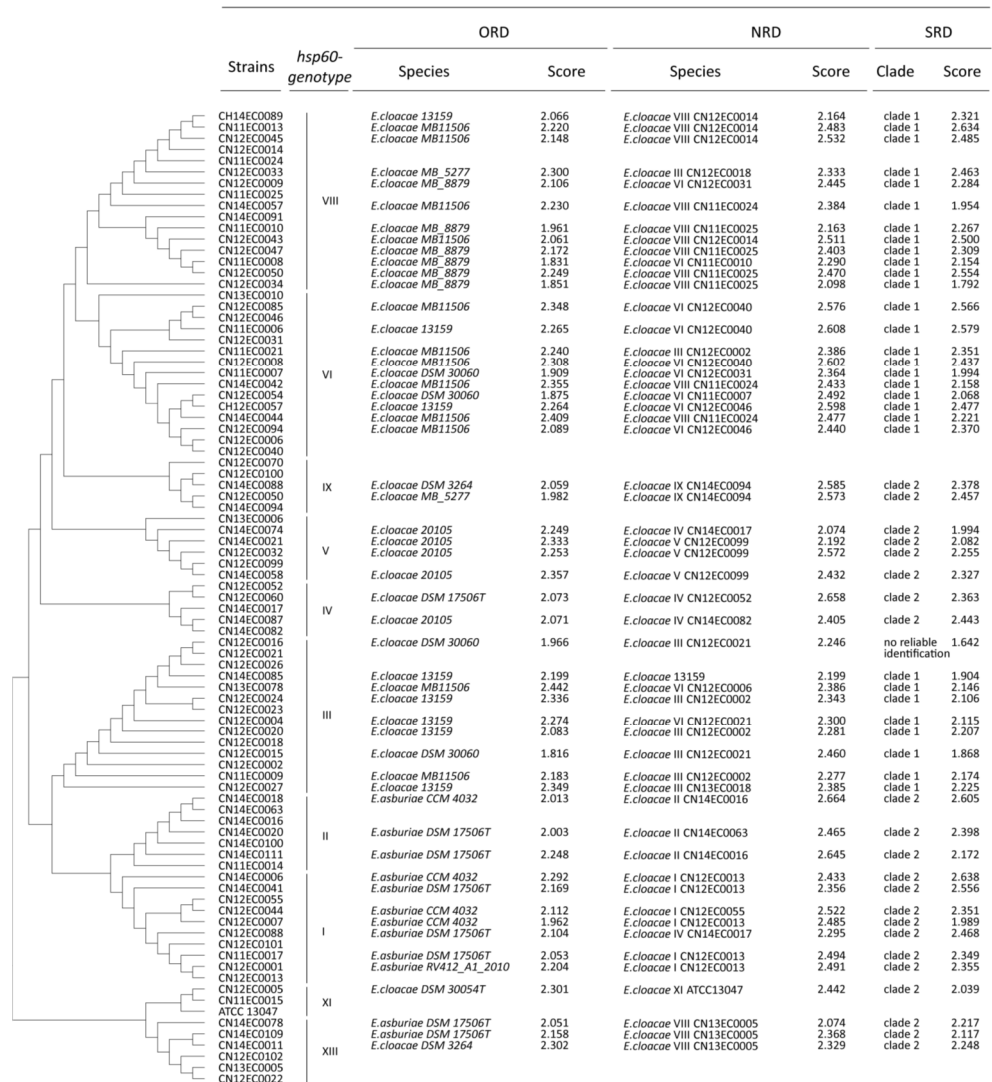 ORD NRD SRD
Strains hsp60-genotype Species Score Species Score Clade Score
CH14EC0089 E.cloacae 13159 2.066 E.cloacae VIII CN12EC0014 2.164 clade 1 2.321
CN11EC0013 E.cloacae MB11506 2.220 E.cloacae VIII CN12EC0014 2.483 clade 1 2.634
CN12EC0045 E.cloacae MB11506 2.148 E.cloacae VIII CN12EC0014 2.532 clade 1 2.485
CN12EC0014
CN11EC0024
CN12EC0033 E.cloacae MB_5277 2.300 E.cloacae III CN12EC0018 2.333 clade 1 2.463
CN12EC0009 E.cloacae MB_8879 2.106 E.cloacae VI CN12EC0031 2.445 clade 1 2.284
CN11EC0025
VIII
CN14EC0057 E.cloacae MB11506 2.230 E.cloacae VIII CN11EC0024 2.384 clade 1 1.954
CN14EC0091
CN11EC0010 E.cloacae MB_8879 1.961 E.cloacae VIII CN11EC0025 2.163 clade 1 2.267
CN12EC0043 E.cloacae MB11506 2.061 E.cloacae VIII CN12EC0014 2.511 clade 1 2.500
CN12EC0047 E.cloacae MB_8879 2.172 E.cloacae VIII CN11EC0025 2.403 clade 1 2.309
CN11EC0008 E.cloacae MB_8879 1.831 E.cloacae VI CN11EC0010 2.290 clade 1 2.154
CN12EC0050 E.cloacae MB_8879 2.249 E.cloacae VIII CN11EC0025 2.470 clade 1 2.554
CN12EC0034 E.cloacae MB_8879 1.851 E.cloacae VIII CN11EC0025 2.098 clade 1 1.792
CN13EC0010
CN12EC0085 E.cloacae MB11506 2.348 E.cloacae VI CN12EC0040 2.576 clade 1 2.566
CN12EC0046
CN11EC0006 E.cloacae 13159 2.265 E.cloacae VI CN12EC0040 2.608 clade 1 2.579
CN12EC0031
CN11EC0021 E.cloacae MB11506 2.240 E.cloacae III CN12EC0002 2.386 clade 1 2.351
CN12EC0008 E.cloacae MB11506 2.308 E.cloacae VI CN12EC0040 2.602 clade 1 2.437
CN11EC0007 VI E.cloacae DSM 30060 1.909 E.cloacae VI CN12EC0031 2.364 clade 1 1.994
CN14EC0042 E.cloacae MB11506 2.355 E.cloacae VIII CN11EC0024 2.433 clade 1 2.158
CN12EC0054 E.cloacae DSM 30060 1.875 E.cloacae VI CN11EC0007 2.492 clade 1 2.068
CH12EC0057 E.cloacae 13159 2.264 E.cloacae VI CN12EC0046 2.598 clade 1 2.477
CN14EC0044 E.cloacae MB11506 2.409 E.cloacae VIII CN11EC0024 2.477 clade 1 2.221
CN12EC0094 E.cloacae MB11506 2.089 E.cloacae VI CN12EC0046 2.440 clade 1 2.370
CN12EC0006
CN12EC0040
CN12EC0070
CN12EC0100
CN14EC0088 IX E.cloacae DSM 3264 2.059 E.cloacae IX CN14EC0094 2.585 clade 2 2.378
CN12EC0050 E.cloacae MB_5277 1.982 E.cloacae IX CN14EC0094 2.573 clade 2 2.457
CN14EC0094
CN13EC0006
CN14EC0074 E.cloacae 20105 2.249 E.cloacae IV CN14EC0017 2.074 clade 2 1.994
CN14EC0021 E.cloacae 20105 2.333 E.cloacae V CN12EC0099 2.192 clade 2 2.082
CN12EC0032 V E.cloacae 20105 2.253 E.cloacae V CN12EC0099 2.572 clade 2 2.255
CN12EC0099
CN14EC0058 E.cloacae 20105 2.357 E.cloacae V CN12EC0099 2.432 clade 2 2.327
CN12EC0052
CN12EC0060 E.cloacae DSM 17506T 2.073 E.cloacae IV CN12EC0052 2.658 clade 2 2.363
CN14EC0017 IV
CN14EC0087 E.cloacae 20105 2.071 E.cloacae IV CN14EC0082 2.405 clade 2 2.443
CN14EC0082
CN12EC0016 E.cloacae DSM 30060 1.966 E.cloacae III CN12EC0021 2.246 no reliable 1.642
CN12EC0021 identification
CN12EC0026
CN14EC0085 E.cloacae 13159 2.199 E.cloacae 13159 2.199 clade 1 1.904
CN13EC0078 E.cloacae MB11506 2.442 E.cloacae VI CN12EC0006 2.386 clade 1 2.146
CN12EC0024 E.cloacae 13159 2.336 E.cloacae III CN12EC0002 2.343 clade 1 2.106
CN12EC0023
III
CN12EC0004 E.cloacae 13159 2.274 E.cloacae VI CN12EC0021 2.300 clade 1 2.115
CN12EC0020 E.cloacae 13159 2.083 E.cloacae III CN12EC0002 2.281 clade 1 2.207
CN12EC0018
CN12EC0015 E.cloacae DSM 30060 1.816 E.cloacae III CN12EC0021 2.460 clade 1 1.868
CN12EC0002
CN11EC0009 E.cloacae MB11506 2.183 E.cloacae III CN12EC0002 2.277 clade 1 2.174
CN12EC0027 E.cloacae 13159 2.349 E.cloacae III CN13EC0018 2.385 clade 1 2.225
CN14EC0018 E.asburiae CCM 4032 2.013 E.cloacae II CN14EC0016 2.664 clade 2 2.605
CN14EC0063
CN14EC0016
CN14EC0020 II E.asburiae DSM 17506T 2.003 E.cloacae II CN14EC0063 2.465 clade 2 2.398
CN14EC0100
CN14EC0111 E.asburiae DSM 17506T 2.248 E.cloacae II CN14EC0016 2.645 clade 2 2.172
CN11EC0014
CN14EC0006 E.asburiae CCM 4032 2.292 E.cloacae I CN12EC0013 2.433 clade 2 2.638
CN14EC0041 E.asburiae DSM 17506T 2.169 E.cloacae I CN12EC0013 2.356 clade 2 2.556
CN12EC0055
CN12EC0044 E.asburiae CCM 4032 2.112 E.cloacae I CN12EC0055 2.522 clade 2 2.351
CN12EC0007 E.asburiae CCM 4032 1.962 E.cloacae I CN12EC0013 2.485 clade 2 1.989
CN12EC0088 I E.asburiae DSM 17506T 2.104 E.cloacae IV CN14EC0017 2.295 clade 2 2.468
CN12EC0101
CN11EC0017 E.asburiae DSM 17506T 2.053 E.cloacae I CN12EC0013 2.494 clade 2 2.349
CN12EC0001 E.asburiae RV412_A1_2010 2.204 E.cloacae I CN12EC0013 2.491 clade 2 2.355
CN12EC0013
CN12EC0005 E.cloacae DSM 30054T 2.301 E.cloacae XI ATCC13047 2.442 clade 2 2.039
CN11EC0015 XI
ATCC 13047
CN14EC0078 E.asburiae DSM 17506T 2.051 E.cloacae VIII CN13EC0005 2.074 clade 2 2.217
CN14EC0109 E.asburiae DSM 17506T 2.158 E.cloacae VIII CN13EC0005 2.368 clade 2 2.117
CN14EC0011 XIII E.cloacae DSM 3264 2.302 E.cloacae VIII CN13EC0005 2.329 clade 2 2.248
CN12EC0102
CN13EC0005
CN12EC0022